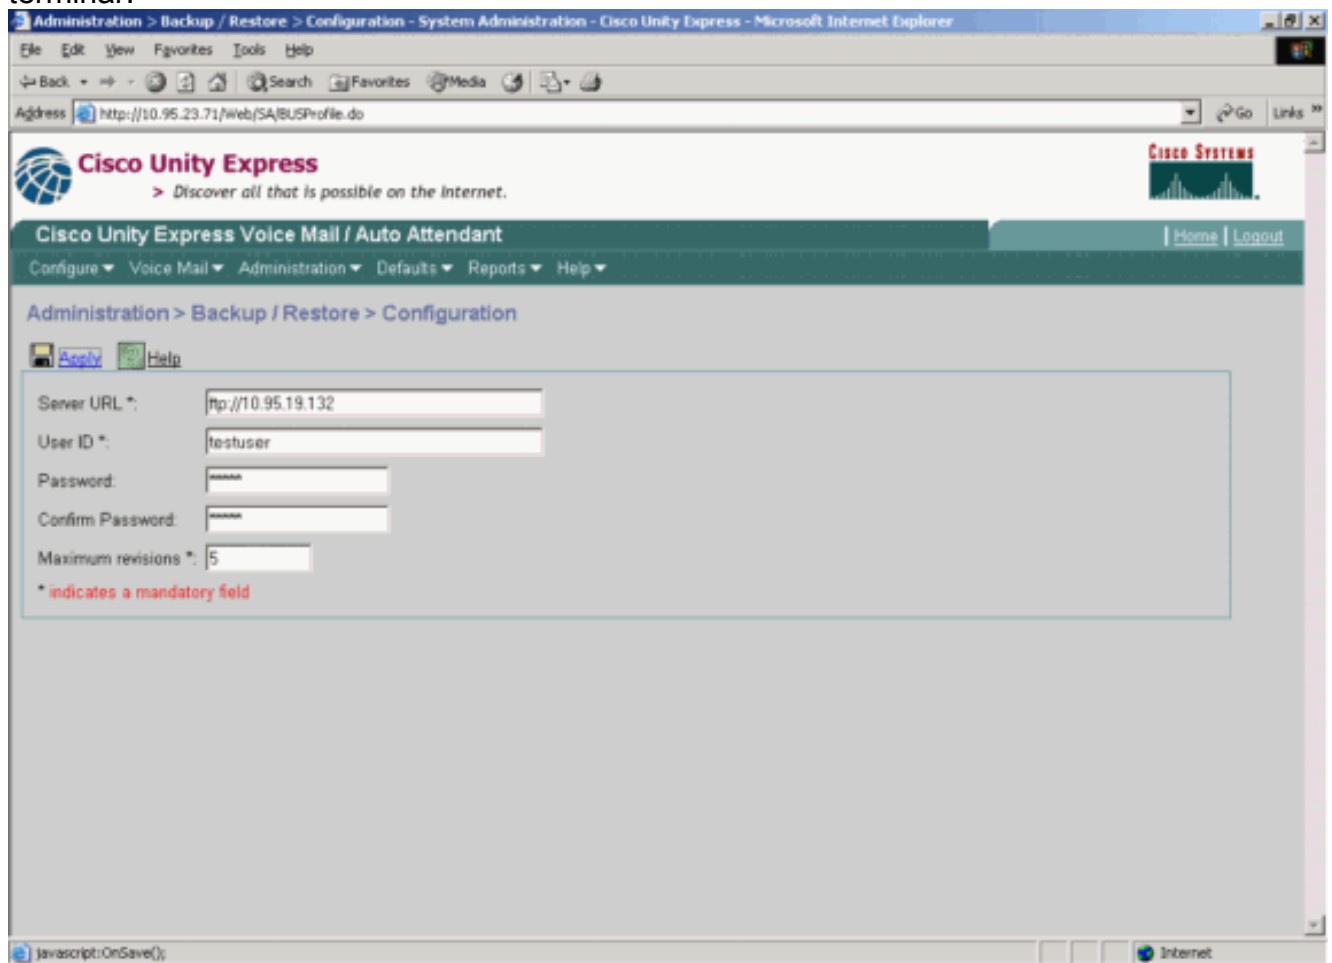 terminal.
Administration > Backup / Restore > Configuration - System Administration - Cisco Unity Express - Microsoft Internet Explorer
File Edit View Favorites Tools Help
Back Search Favorites Media
Address http://10.95.23.71/Web/SA/BUSProfile.do Go Links »
Cisco Unity Express
> Discover all that is possible on the Internet.
CISCO SYSTEMS
Cisco Unity Express Voice Mail / Auto Attendant | Home | Logout
Configure Voice Mail Administration Defaults Reports Help
Administration > Backup / Restore > Configuration
Apply Help
Server URL *: ftp://10.95.19.132
User ID *: testuser
Password: *****
Confirm Password: *****
Maximum revisions *: 5
* indicates a mandatory field
javascript:OnSave(); Internet